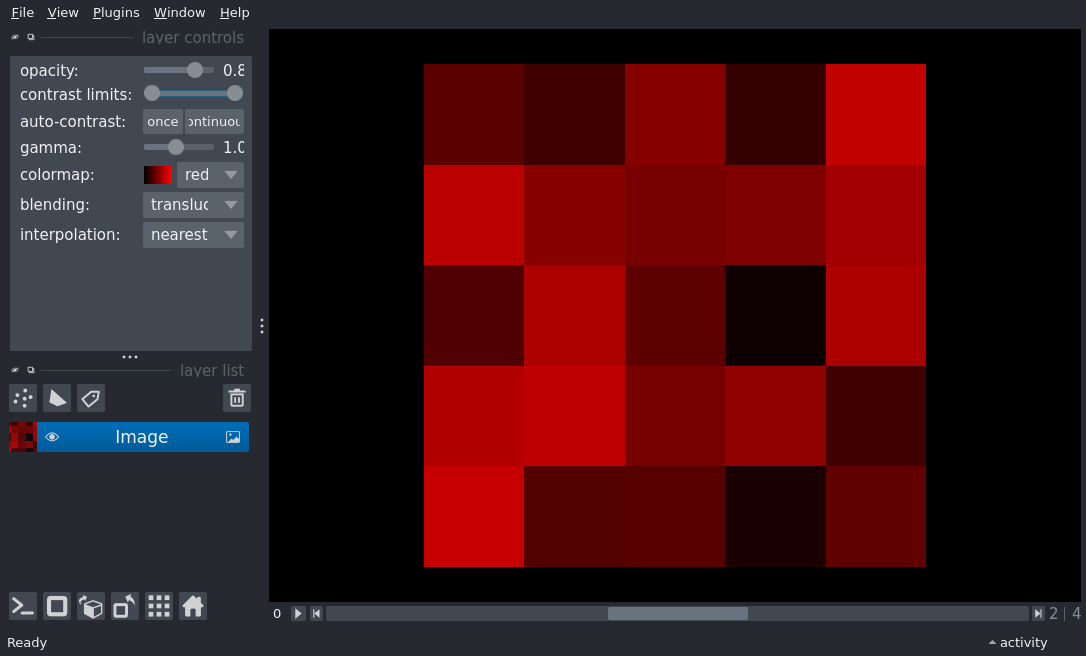 File View Plugins Window Help
layer controls
opacity: 0.8
contrast limits:
auto-contrast: once ontinuou
gamma: 1.0
colormap: red
blending: transluc
interpolation: nearest
layer list
Image
0 2 | 4
Ready activity